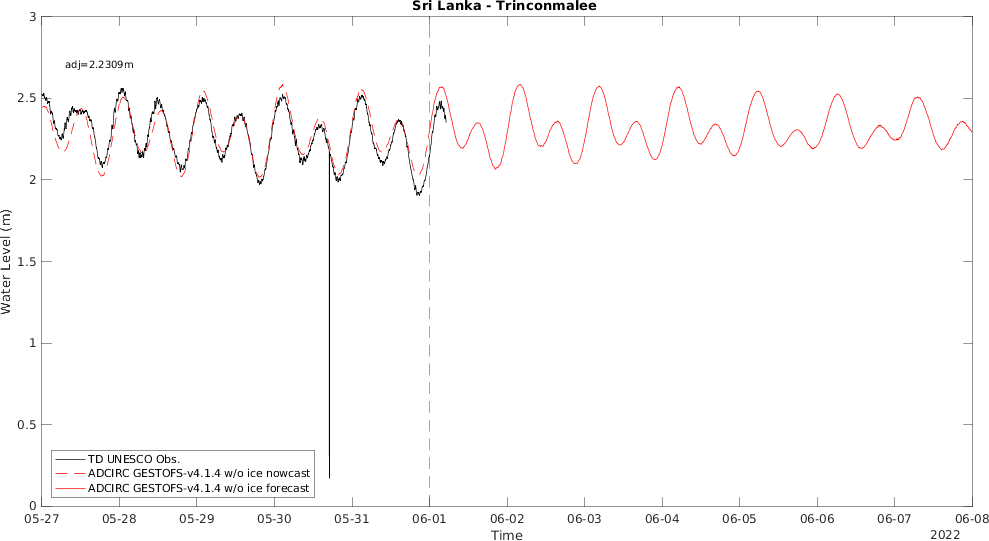 Sri Lanka - Trinconmalee
3
adj=2.2309m
2.5
2
1.5
1
0.5
0
Water Level (m)
TD UNESCO Obs.
ADCIRC GESTOFS-v4.1.4 w/o ice nowcast
ADCIRC GESTOFS-v4.1.4 w/o ice forecast
05-27 05-28 05-29 05-30 05-31 06-01 06-02 06-03 06-04 06-05 06-06 06-07 06-08
Time
2022